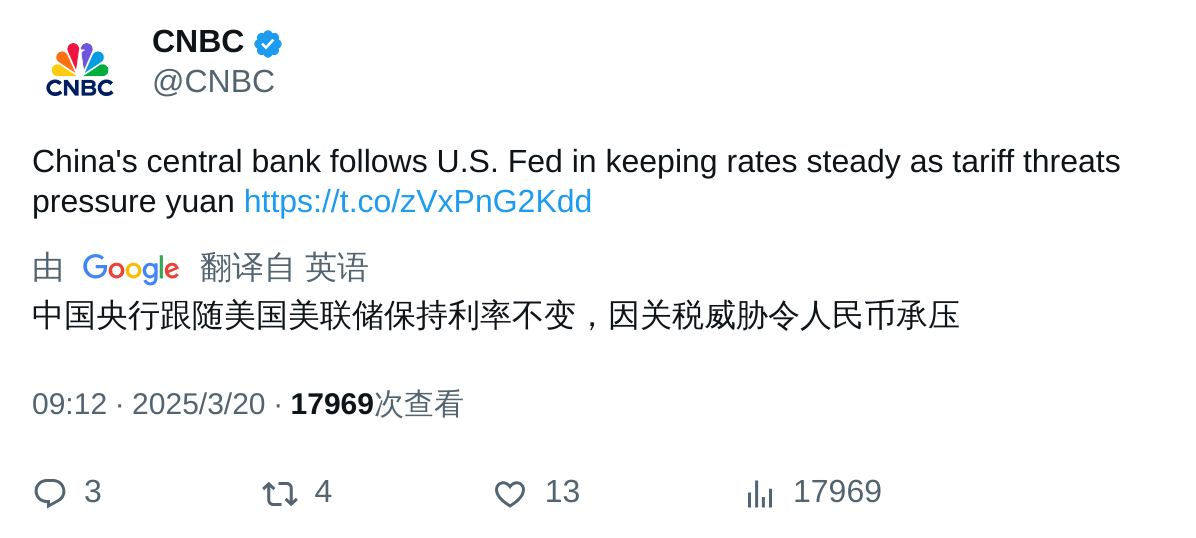 CNBC
CNBC
@CNBC
China's central bank follows U.S. Fed in keeping rates steady as tariff threats
pressure yuan https://t.co/zVxPnG2Kdd
由 Google 翻译自 英语
中国央行跟随美国美联储保持利率不变，因关税威胁令人民币承压
09:12 · 2025/3/20 · 17969次查看
3 4 13 17969